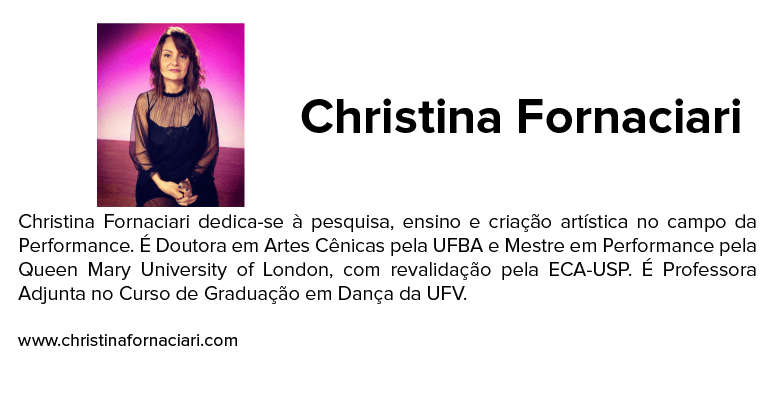 Christina Fornaciari
Christina Fornaciari dedica-se à pesquisa, ensino e criação artística no campo da
Performance. É Doutora em Artes Cênicas pela UFBA e Mestre em Performance pela
Queen Mary University of London, com revalidação pela ECA-USP. É Professora
Adjunta no Curso de Graduação em Dança da UFV.
www.christinafornaciari.com